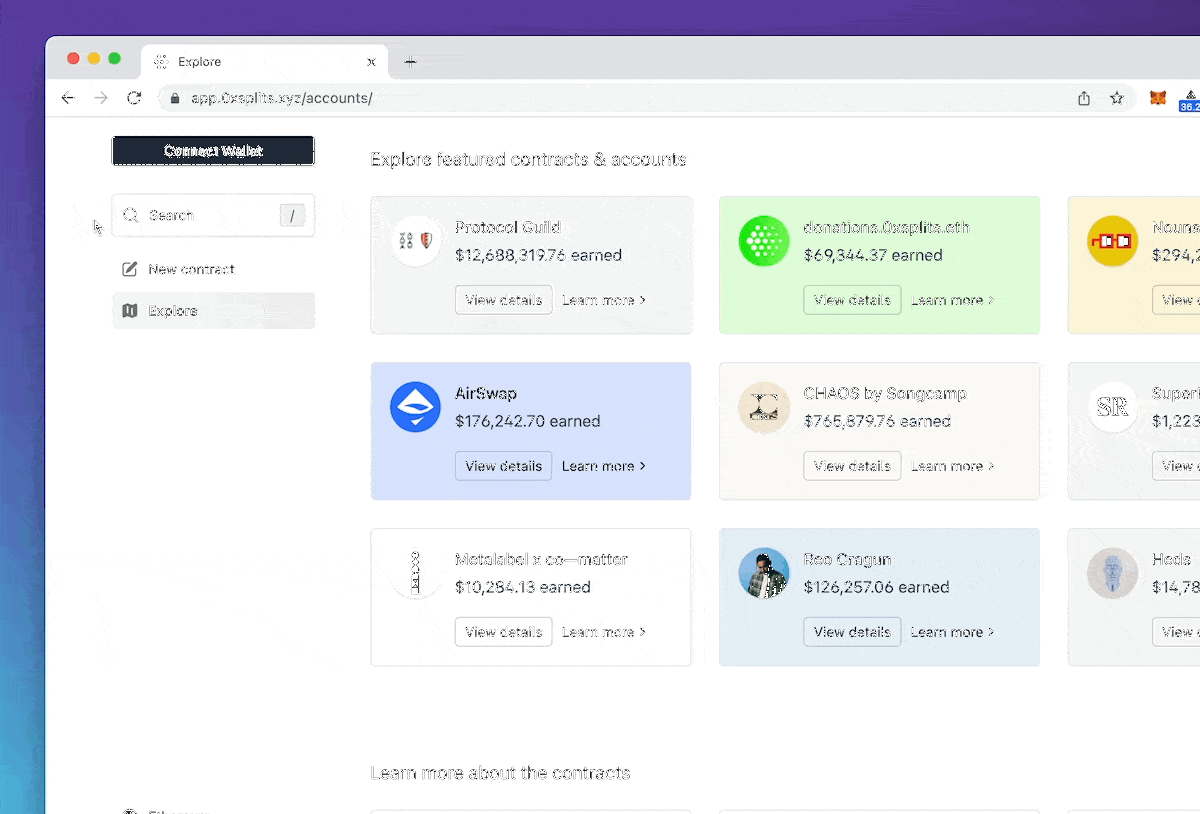 Explore
app.0xsplits.xyz/accounts/
36.2
Connect Wallet
Search
/
New contract
Explore
Explore featured contracts & accounts
Protocol Guild
$12,688,319.76 earned
View details Learn more >
donations.0xsplits.eth
$69,344.37 earned
View details Learn more >
Nouns
$294,2
View
AirSwap
$176,242.70 earned
View details Learn more >
CHAOS by Songcamp
$765,879.76 earned
View details Learn more >
SR
$1,223
View
Metalabel x co—matter
$10,284.13 earned
View details Learn more >
Reo Cragun
$126,257.06 earned
View details Learn more >
Heds
$14,78
View
Learn more about the contracts